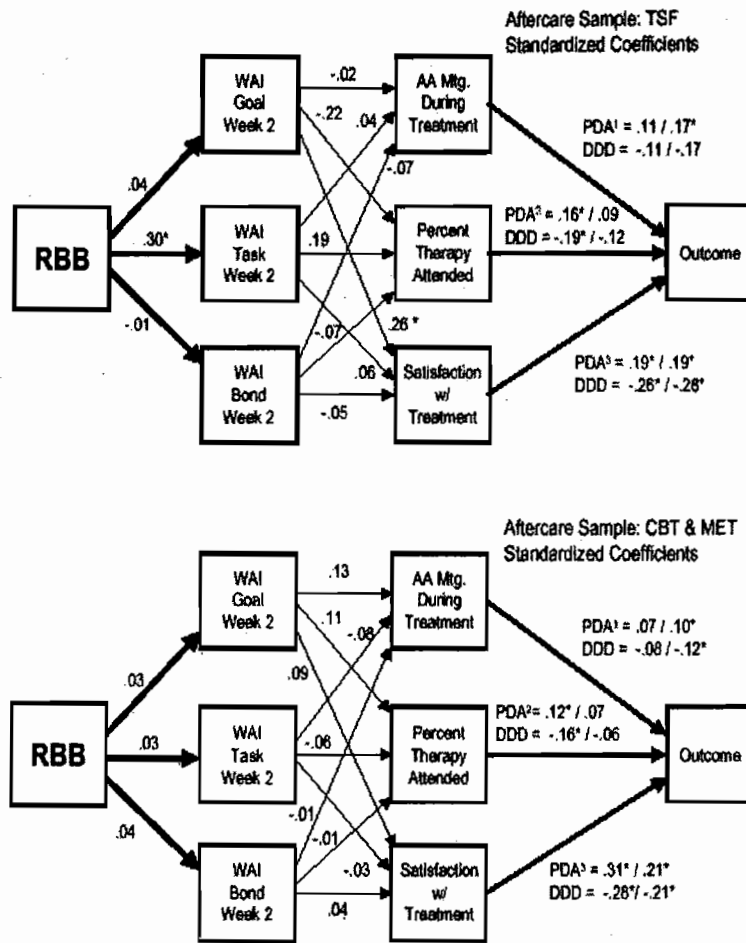 Aftercare Sample: TSF
Standardized Coefficients
WAI
Goal
Week 2
-.02
-.22
.04
-.07
AA Mtg.
During
Treatment
PDA¹ = .11 / .17*
DDD = -.11 / -.17
.04
RBB
.30*
-.01
WAI
Task
Week 2
.19
Percent
Therapy
Attended
PDA² = .16* / .09
DDD = -.19* / -.12
Outcome
-.07
.26 *
.06
-.05
WAI
Bond
Week 2
Satisfaction
w/
Treatment
PDA³ = .19* / .19*
DDD = -.26* / -.28*
Aftercare Sample: CBT & MET
Standardized Coefficients
WAI
Goal
Week 2
.13
.11
-.08
.09
AA Mtg.
During
Treatment
PDA¹ = .07 / .10*
DDD = -.08 / -.12*
.03
RBB
.03
.04
WAI
Task
Week 2
-.06
Percent
Therapy
Attended
PDA² = .12* / .07
DDD = -.16* / -.06
Outcome
-.01
-.01
-.03
.04
WAI
Bond
Week 2
Satisfaction
w/
Treatment
PDA³ = .31* / .21*
DDD = -.28*/ -.21*